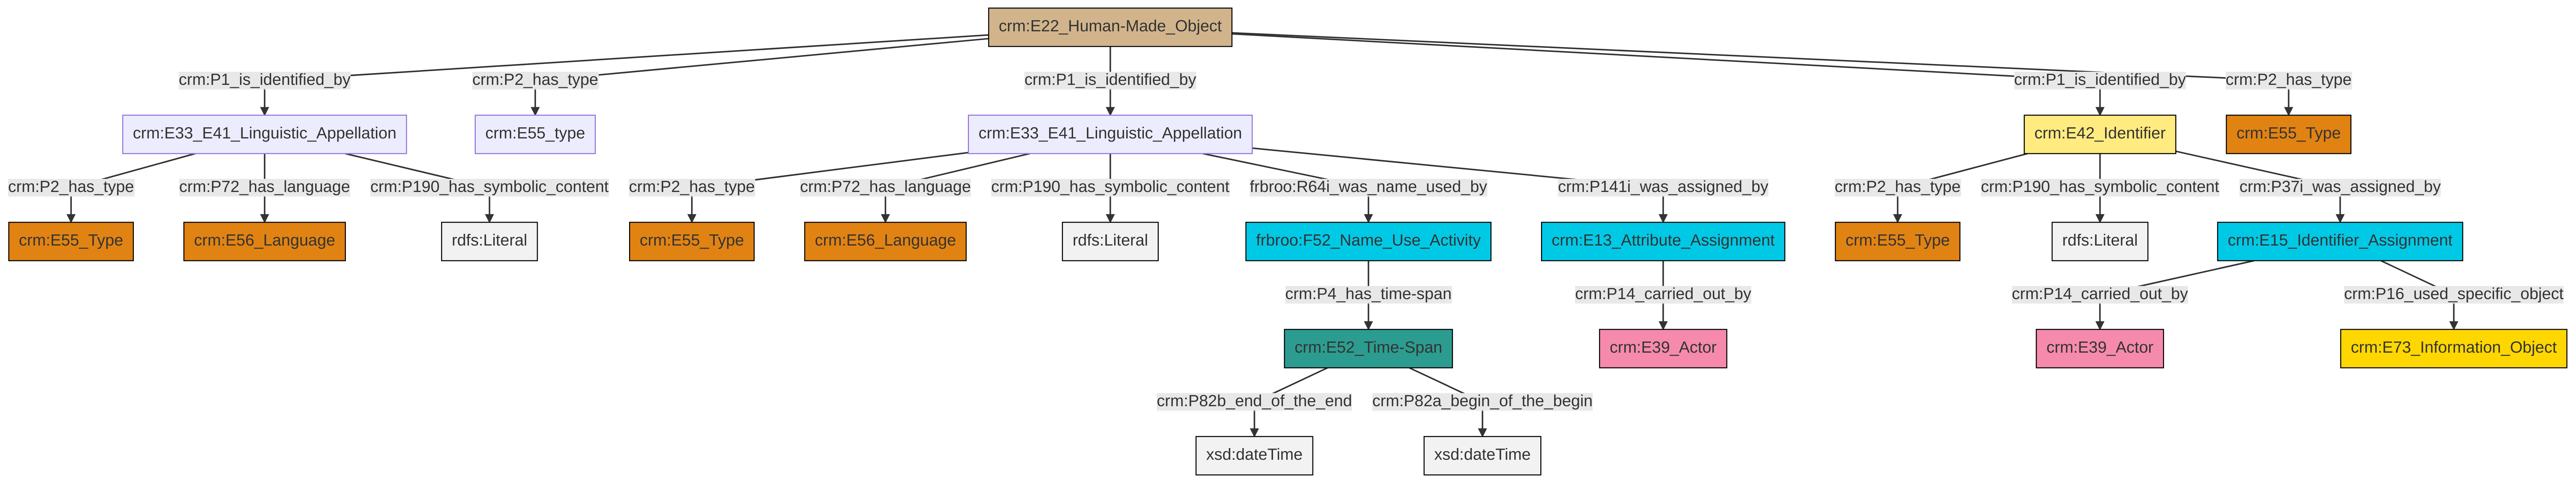 crm:E22_Human-Made_Object
crm:P1_is_identified_by
crm:P2_has_type
crm:P1_is_identified_by
crm:P1_is_identified_by
crm:P2_has_type
crm:E33_E41_Linguistic_Appellation
crm:E55_type
crm:E33_E41_Linguistic_Appellation
crm:E42_Identifier
crm:E55_Type
crm:P2_has_type
crm:P72_has_language
crm:P190_has_symbolic_content
crm:P2_has_type
crm:P72_has_language
crm:P190_has_symbolic_content
frbroo:R64i_was_name_used_by
crm:P141i_was_assigned_by
crm:P2_has_type
crm:P190_has_symbolic_content
crm:P37i_was_assigned_by
crm:E55_Type
crm:E56_Language
rdfs:Literal
crm:E55_Type
crm:E56_Language
rdfs:Literal
frbroo:F52_Name_Use_Activity
crm:E13_Attribute_Assignment
crm:E55_Type
rdfs:Literal
crm:E15_Identifier_Assignment
crm:P4_has_time-span
crm:P14_carried_out_by
crm:P14_carried_out_by
crm:P16_used_specific_object
crm:E52_Time-Span
crm:E39_Actor
crm:E39_Actor
crm:E73_Information_Object
crm:P82b_end_of_the_end
crm:P82a_begin_of_the_begin
xsd:dateTime
xsd:dateTime